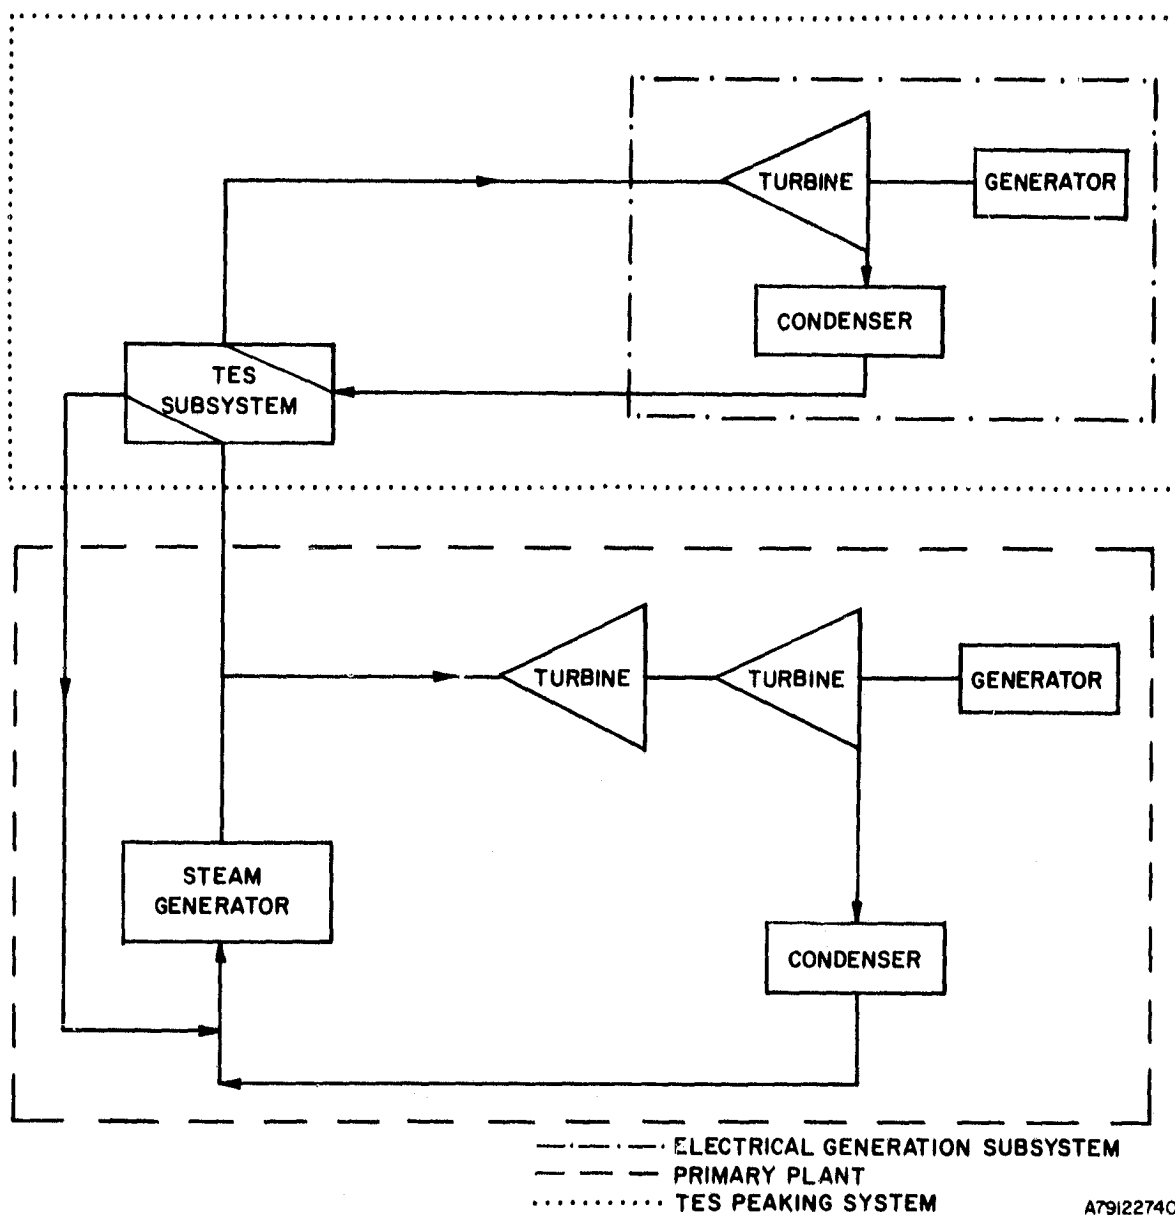 TURBINE
GENERATOR
CONDENSER
TES
SUBSYSTEM
TURBINE
TURBINE
GENERATOR
STEAM
GENERATOR
CONDENSER
ELECTRICAL GENERATION SUBSYSTEM
PRIMARY PLANT
TES PEAKING SYSTEM
A7912274C